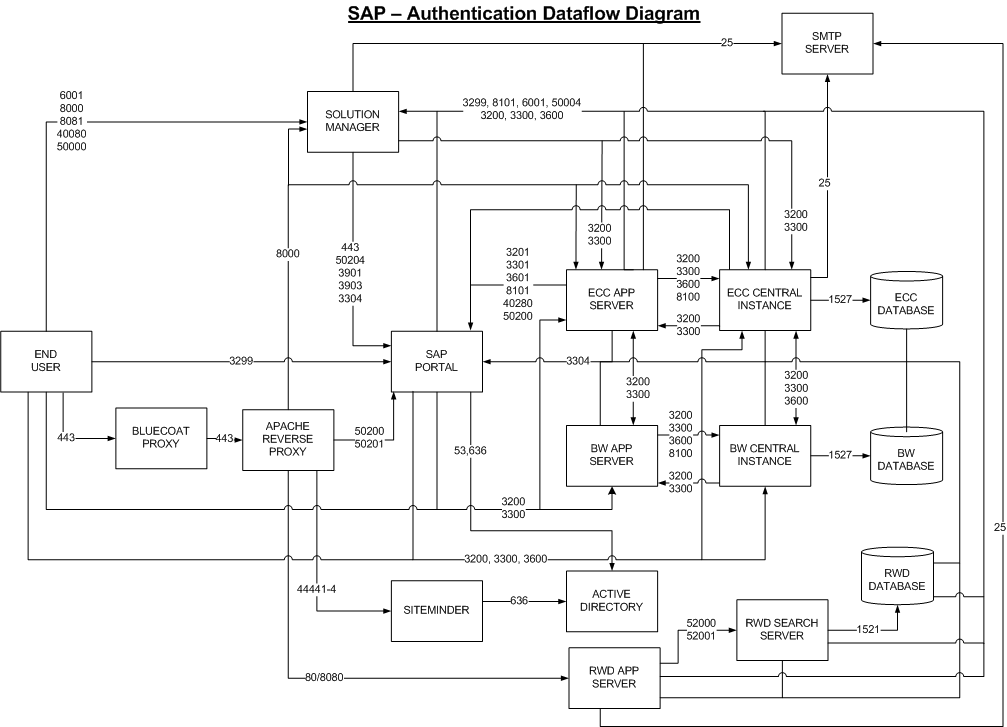 SAP – Authentication Dataflow Diagram
SMTP
SERVER
25
6001
8000
8081
40080
50000
SOLUTION
MANAGER
3299, 8101, 6001, 50004
3200, 3300, 3600
25
3200
3300
3200
3300
8000
443
50204
3901
3903
3304
3201
3301
3601
8101
40280
50200
ECC APP
SERVER
3200
3300
3600
8100
3200
3300
ECC CENTRAL
INSTANCE
1527
ECC
DATABASE
END
USER
3299
SAP
PORTAL
3304
3200
3300
3200
3300
3600
443
BLUECOAT
PROXY
443
APACHE
REVERSE
PROXY
50200
50201
53,636
BW APP
SERVER
3200
3300
3600
8100
3200
3300
BW CENTRAL
INSTANCE
1527
BW
DATABASE
3200
3300
25
3200, 3300, 3600
44441-4
SITEMINDER
636
ACTIVE
DIRECTORY
RWD
DATABASE
52000
52001
RWD SEARCH
SERVER
1521
80/8080
RWD APP
SERVER